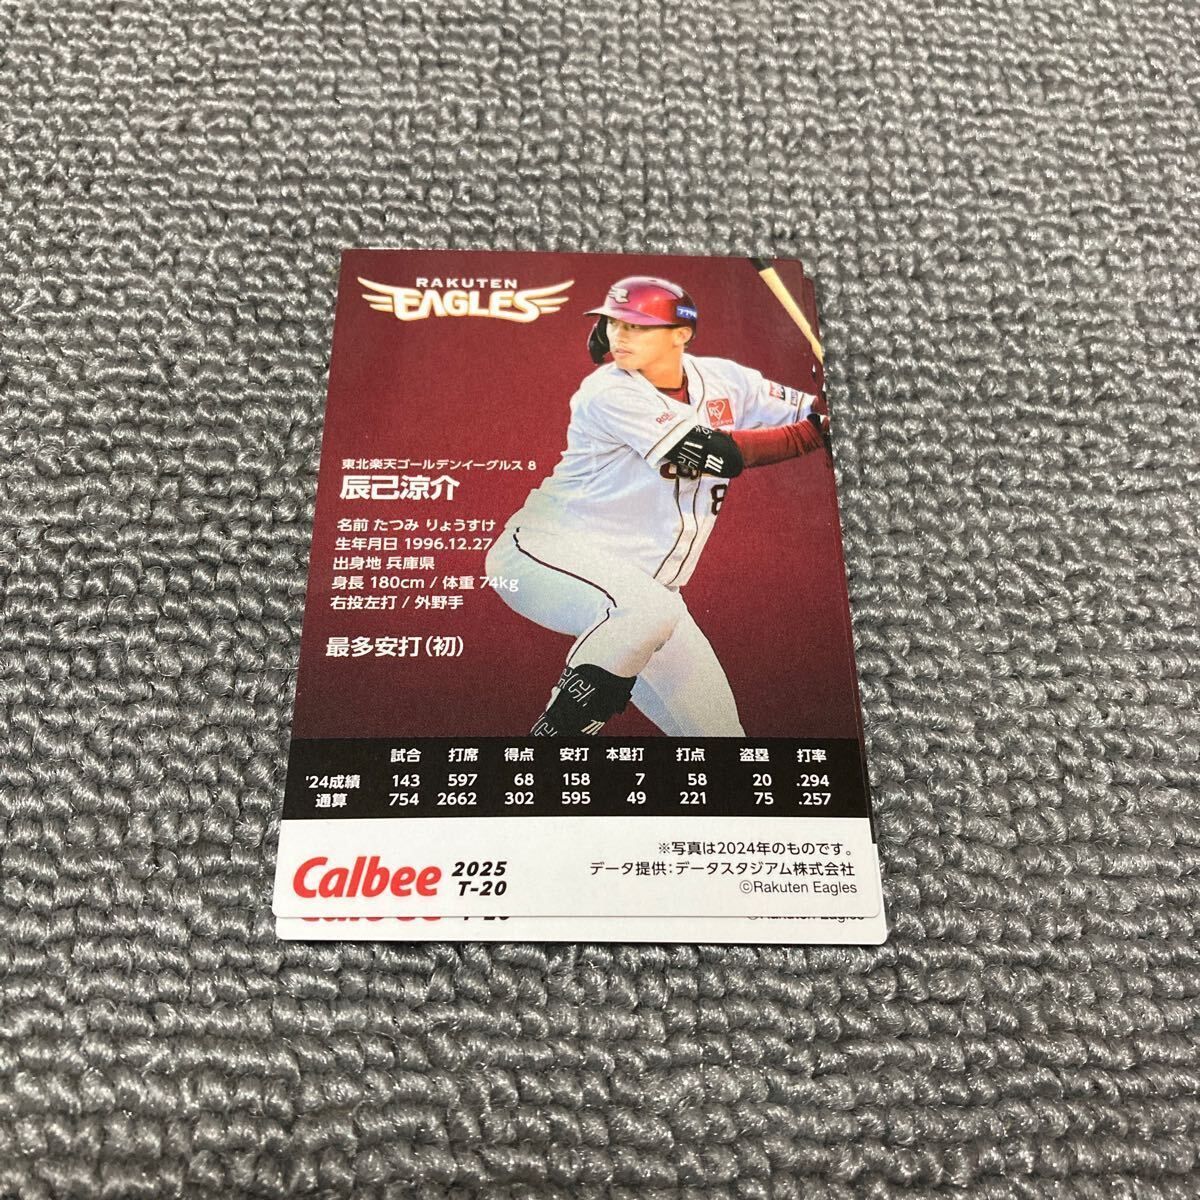 RAKUTEN
EAGLES
東北楽天ゴールデンイーグルス 8
辰己涼介
名前 たつみ りょうすけ
生年月日 1996.12.27
出身地 兵庫県
身長 180cm / 体重 74kg
右投左打 / 外野手
最多安打(初)
8
試合 打席 得点 安打 本塁打 打点 盗塁 打率
'24成績 143 597 68 158 7 58 20 .294
通算 754 2662 302 595 49 221 75 .257
Calbee 2025
T-20
※写真は2024年のものです。
データ提供:データスタジアム株式会社
©Rakuten Eagles